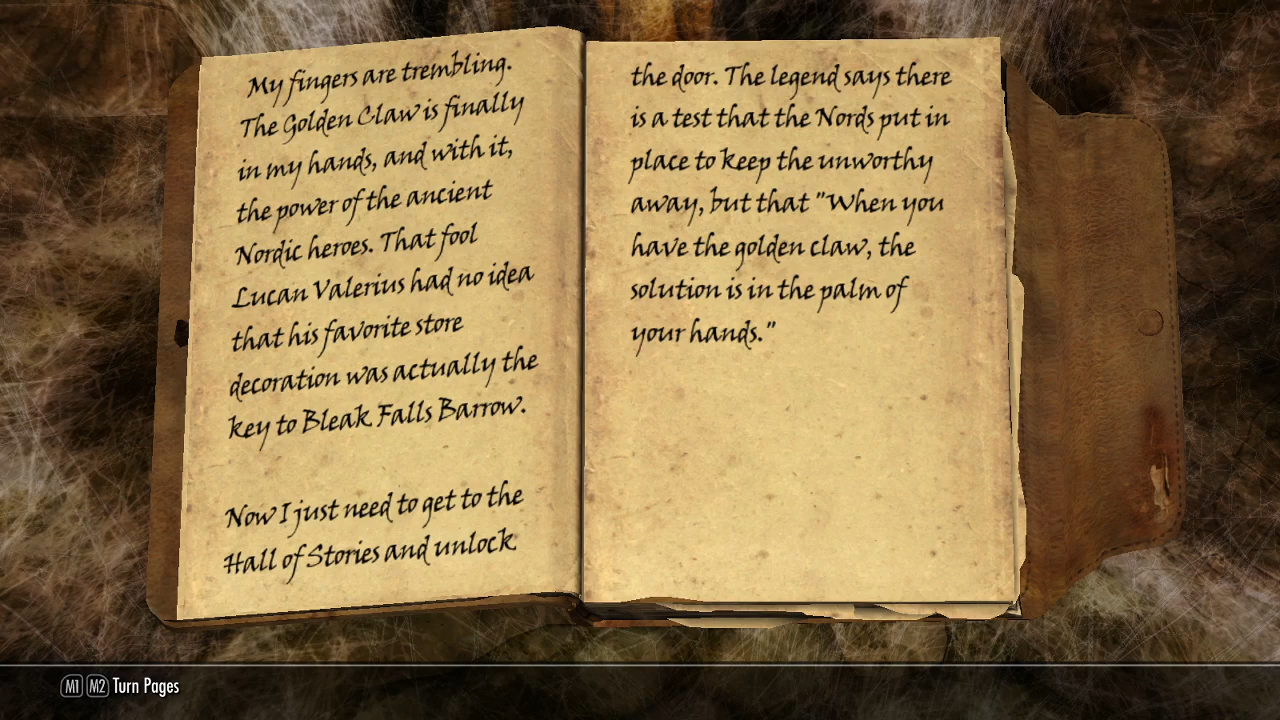 My fingers are trembling.
The Golden Claw is finally
in my hands, and with it,
the power of the ancient
Nordic heroes. That fool
Lucan Valerius had no idea
that his favorite store
decoration was actually the
key to Bleak Falls Barrow.
Now I just need to get to the
Hall of Stories and unlock
the door. The legend says there
is a test that the Nords put in
place to keep the unworthy
away, but that "When you
have the golden claw, the
solution is in the palm of
your hands."
M1 M2 Turn Pages